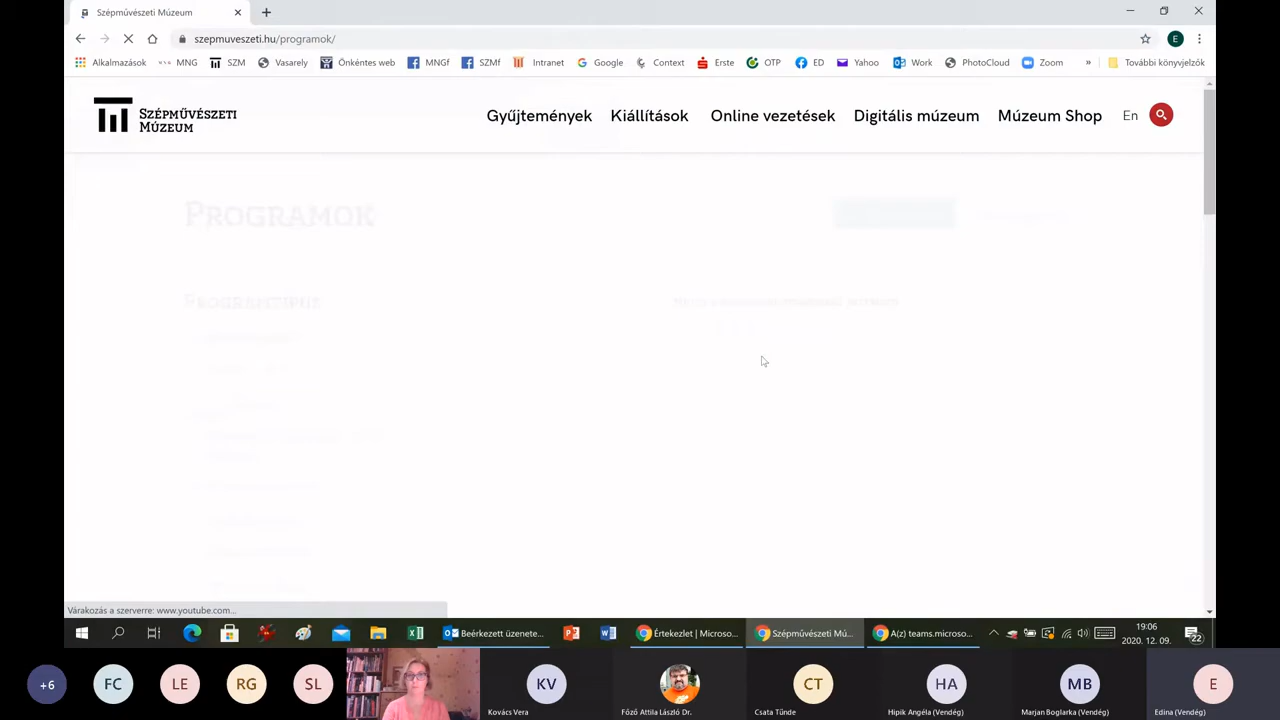 Szépművészeti Múzeum
szepmuveszeti.hu/programok/
E
Alkalmazások MNG SZM Vasarely Önkéntes web MNGf SZMf Intranet Google Context Erste OTP ED Yahoo Work PhotoCloud Zoom » További könyvjelzők
Szépművészeti
Múzeum
Gyűjtemények Kiállítások Online vezetések Digitális múzeum Múzeum Shop En
Programok
Programtípus
Várakozás a szerverre: www.youtube.com...
Beérkezett üzenete... Értekezlet | Microso... Szépművészeti Mú... A(z) teams.microso...
19:06
2020. 12. 09.
22
+6 FC LE RG SL KV CT HA MB E
Kovács Vera Főző Attila László Dr. Csata Tünde Hipik Angéla (Vendég) Marjan Boglarka (Vendég) Edina (Vendég)